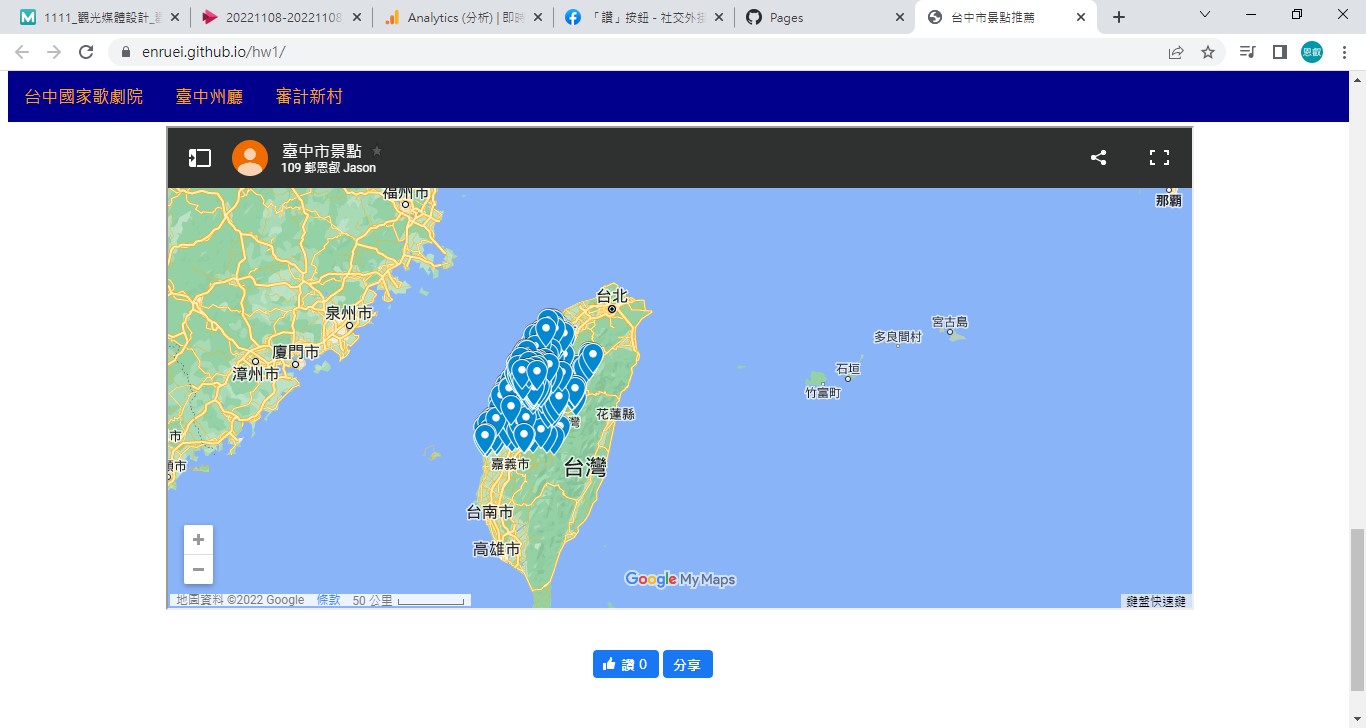 1111_觀光媒體設計_
20221108-20221108
Analytics (分析) | 即時
「讚」按鈕 - 社交外掛
Pages
台中市景點推薦
enruei.github.io/hw1/
恩叡
台中國家歌劇院 臺中州廳 審計新村
臺中市景點
109 鄭恩叡 Jason
福州市
那霸
台北
泉州市
宮古島
多良間村
廈門市
石垣
漳州市
竹富町
花蓮縣
灣
市
嘉義市
台灣
頭市
台南市
高雄市
+
−
Google My Maps
地圖資料 ©2022 Google 條款 50 公里
鍵盤快速鍵
讚 0 分享